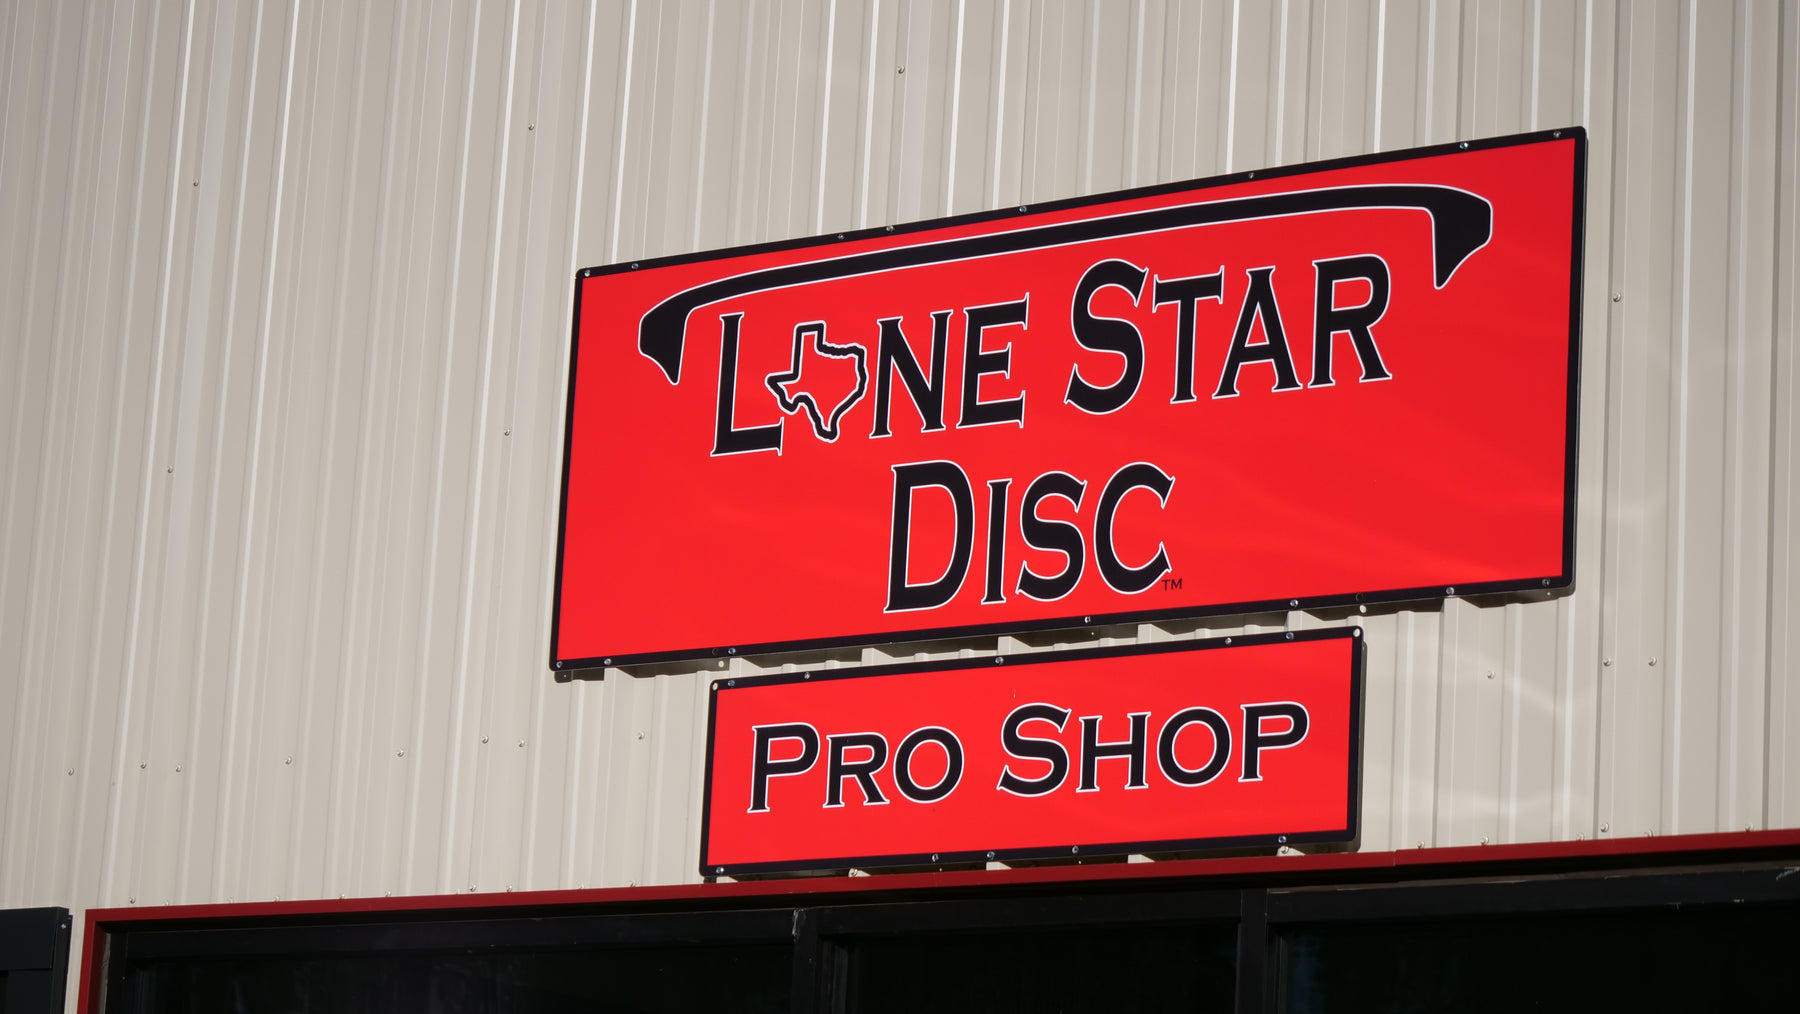 LONE STAR
DISC™
PRO SHOP